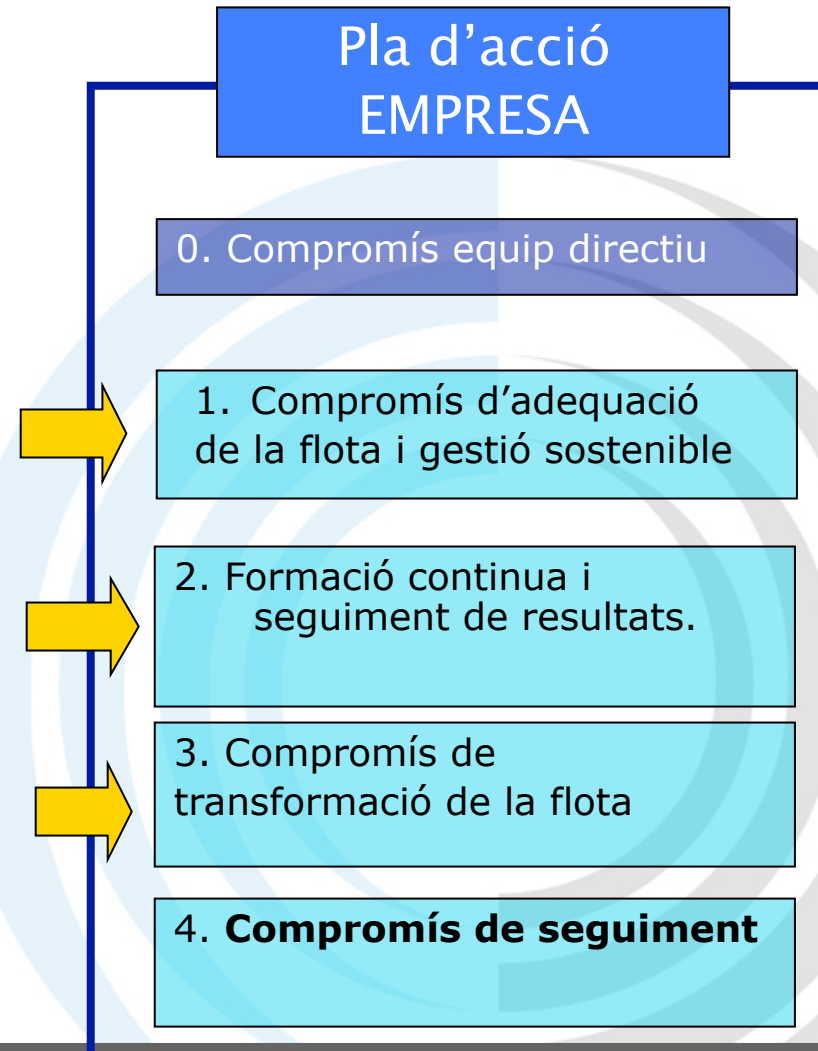 Pla d’acció
EMPRESA
0. Compromís equip directiu
1. Compromís d’adequació
de la flota i gestió sostenible
2. Formació continua i
seguiment de resultats.
3. Compromís de
transformació de la flota
4. Compromís de seguiment